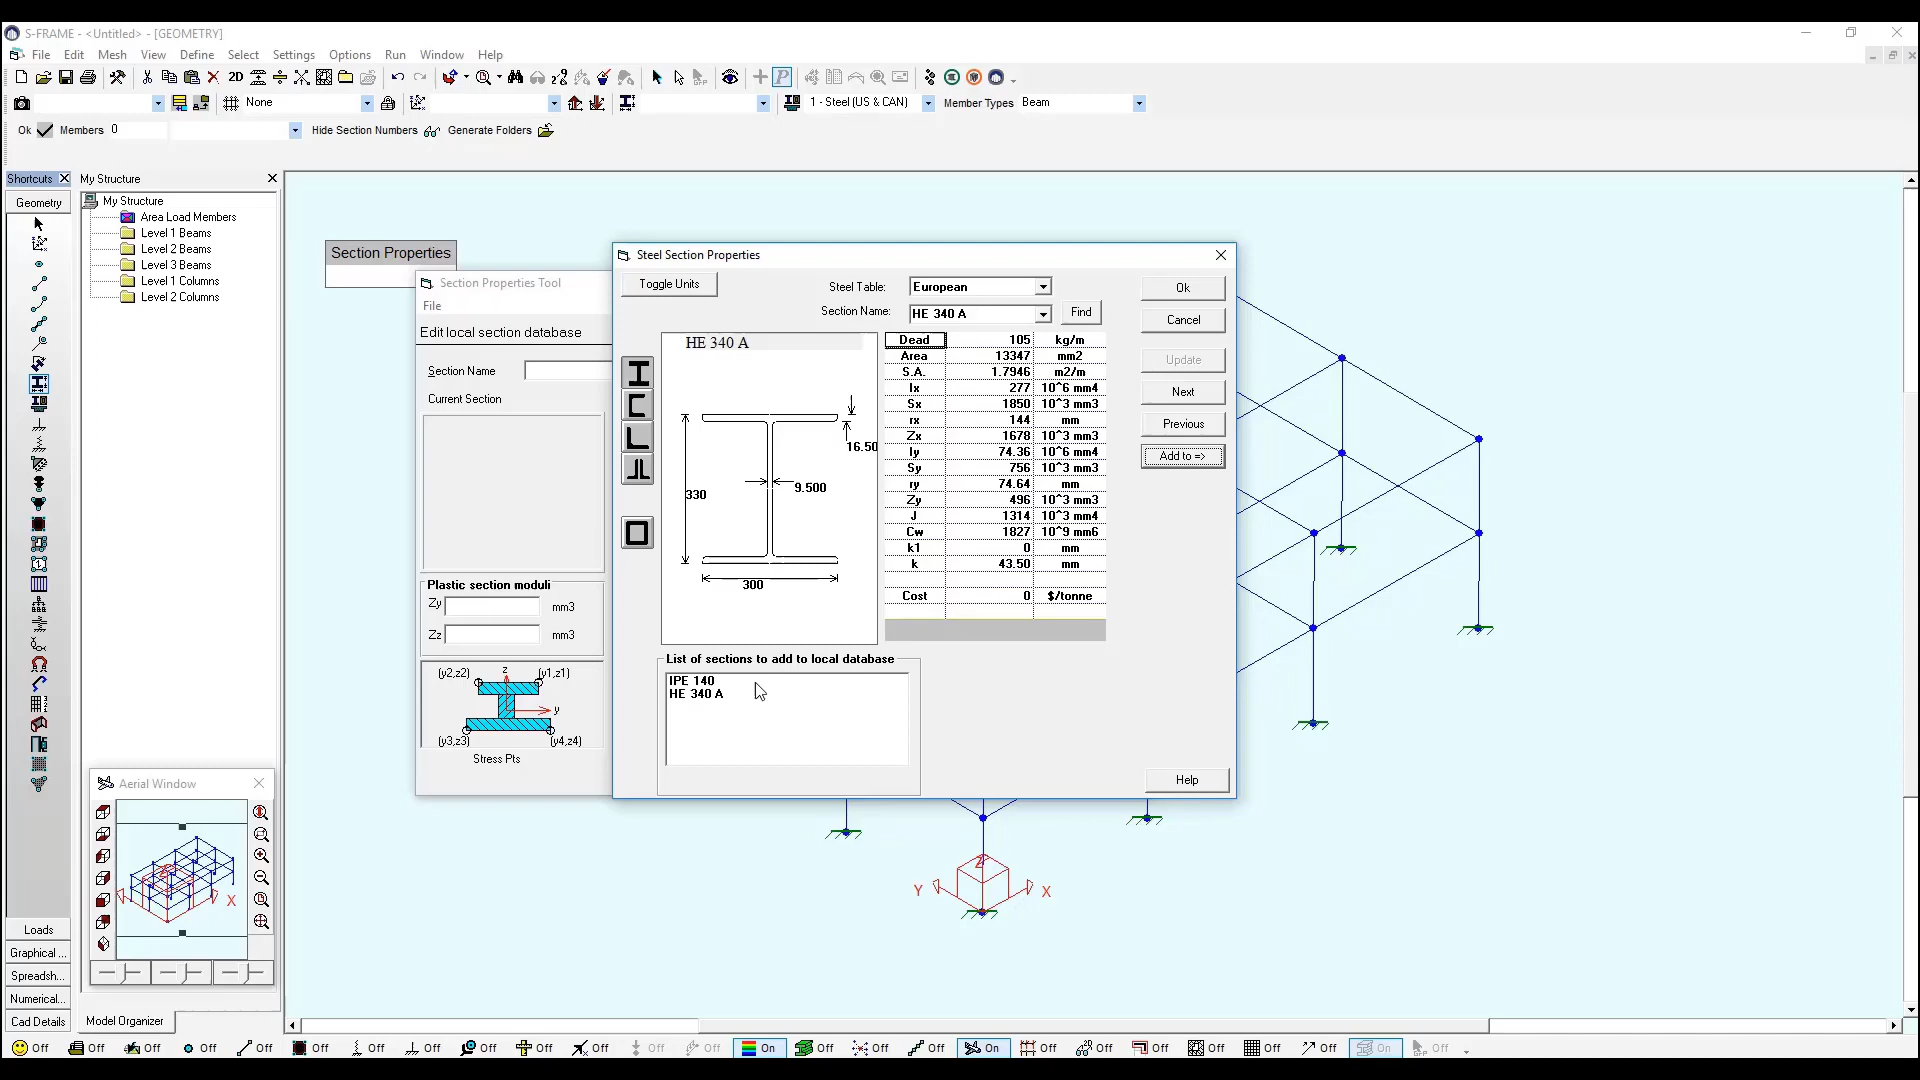 S-FRAME - <Untitled> - [GEOMETRY]
File Edit Mesh View Define Select Settings Options Run Window Help
2D
None 1 - Steel (US & CAN) Member Types Beam
Ok Members 0 Hide Section Numbers Generate Folders
Shortcuts
Geometry
My Structure
My Structure
Area Load Members
Level 1 Beams
Level 2 Beams
Level 3 Beams
Level 1 Columns
Level 2 Columns
Section Properties
Section Properties Tool
File
Edit local section database
Section Name
Current Section
Plastic section moduli
Zy mm3
Zz mm3
(y2,z2) z (y1,z1)
y
(y3,z3) (y4,z4)
Stress Pts
Steel Section Properties
Toggle Units
Steel Table: European
Section Name: HE 340 A Find
Ok
Cancel
Update
Next
Previous
Add to =>
Help
HE 340 A
16.50
9.500
330
300
Dead 105 kg/m
Area 13347 mm2
S.A. 1.7946 m2/m
Ix 277 10^6 mm4
Sx 1850 10^3 mm3
rx 144 mm
Zx 1678 10^3 mm3
Iy 74.36 10^6 mm4
Sy 756 10^3 mm3
ry 74.64 mm
Zy 496 10^3 mm3
J 1314 10^3 mm4
Cw 1827 10^9 mm6
k1 0 mm
k 43.50 mm
Cost 0 $/tonne
List of sections to add to local database
IPE 140
HE 340 A
Z
Y X
Aerial Window
Z
X
Loads
Graphical ...
Spreadsh...
Numerical...
Cad Details
Model Organizer
Off Off Off Off Off Off Off Off Off Off Off Off Off On Off Off Off On Off Off Off Off Off Off On Off